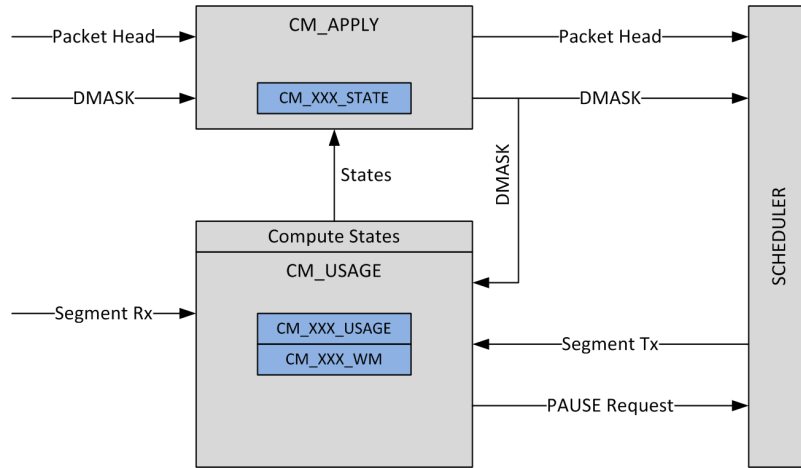 CM_APPLY
Packet Head
Packet Head
DMASK
CM_XXX_STATE
DMASK
DMASK
States
SCHEDULER
Compute States
CM_USAGE
Segment Rx
CM_XXX_USAGE
CM_XXX_WM
Segment Tx
PAUSE Request